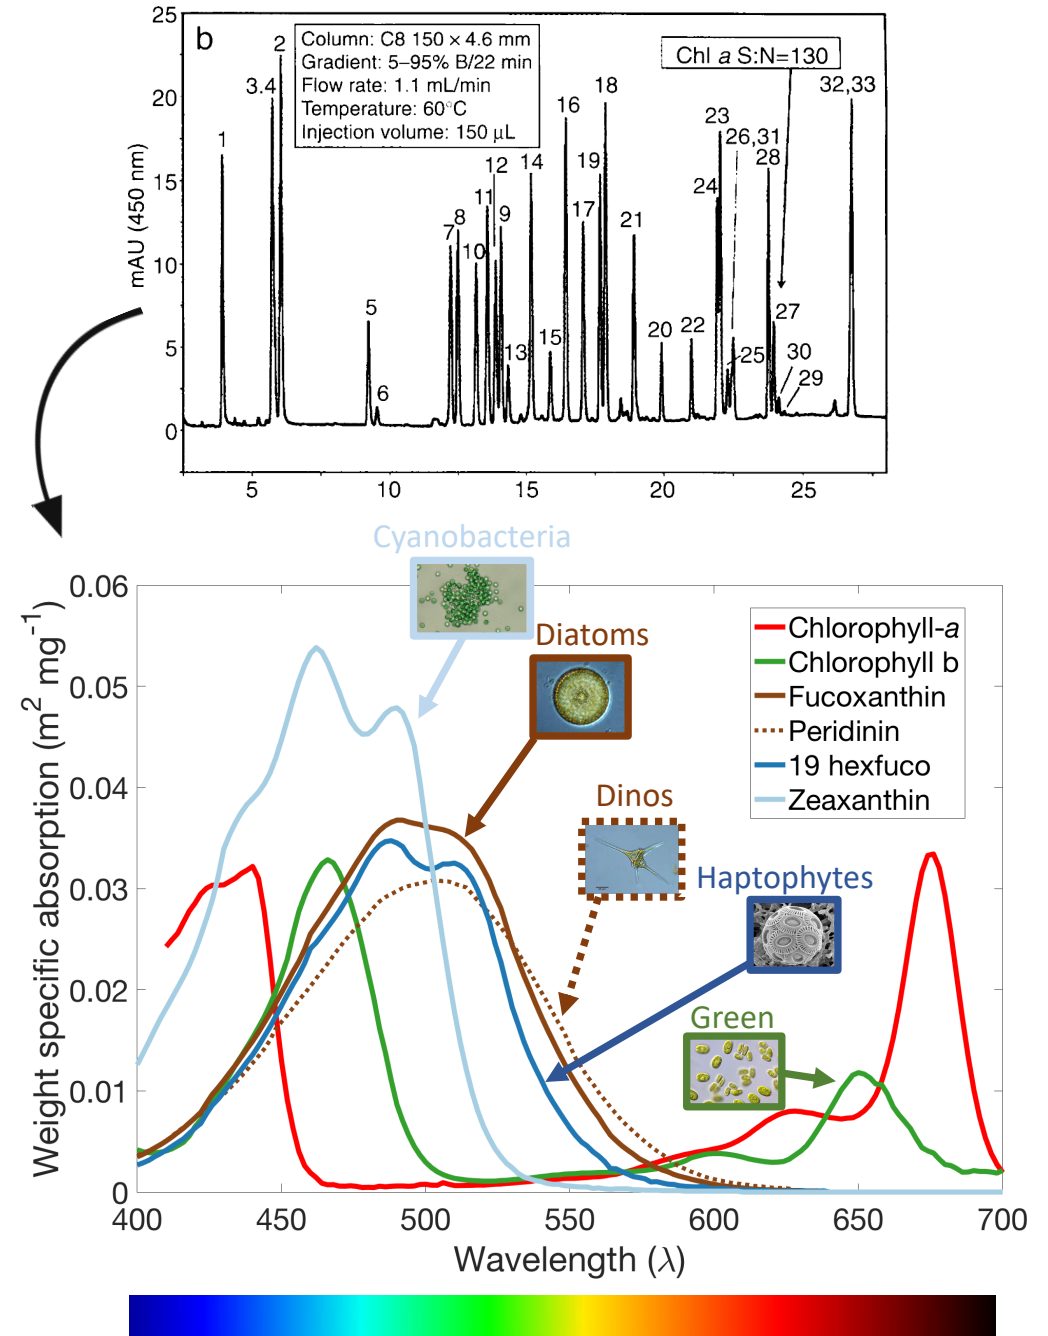 b
Column: C8 150 × 4.6 mm
Gradient: 5–95% B/22 min
Flow rate: 1.1 mL/min
Temperature: 60°C
Injection volume: 150 µL
Chl a S:N=130
mAU (450 nm)
25
20
15
10
5
0
1
3.4
2
5
6
7
8
10
11
12
9
13
14
15
16
17
19
18
21
20
22
24
23
25
26,31
28
27
30
29
32,33
5
10
15
20
25
Cyanobacteria
Diatoms
Dinos
Haptophytes
Green
Chlorophyll-a
Chlorophyll b
Fucoxanthin
Peridinin
19 hexfuco
Zeaxanthin
Weight specific absorption (m² mg⁻¹)
0.06
0.05
0.04
0.03
0.02
0.01
0
400
450
500
550
600
650
700
Wavelength (λ)